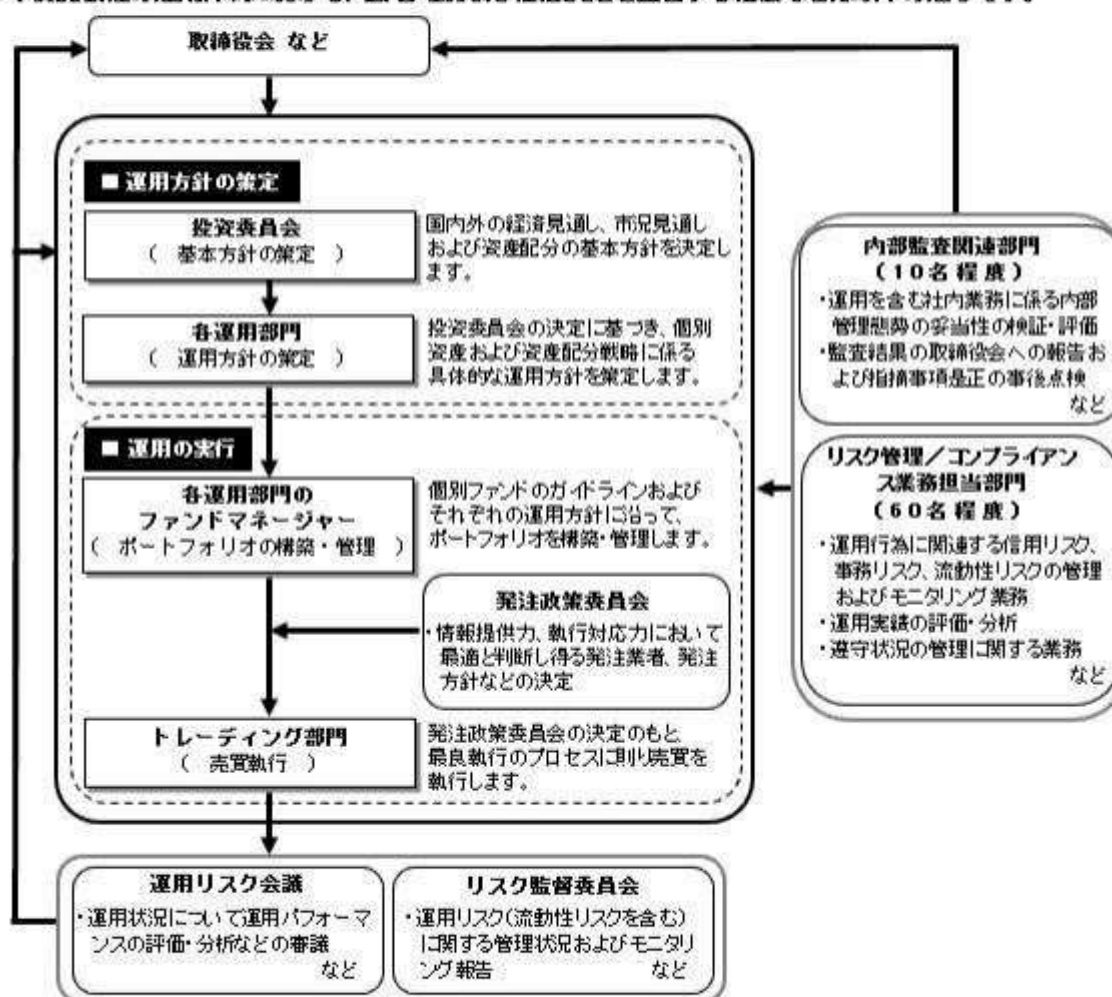 取締役会 など
■ 運用方針の策定
投資委員会
( 基本方針の策定 )
国内外の経済見通し、市況見通し
および資産配分の基本方針を決定し
ます。
各運用部門
( 運用方針の策定 )
投資委員会の決定に基づき、個別
資産および資産配分戦略に係る
具体的な運用方針を策定します。
■ 運用の実行
各運用部門の
ファンドマネージャー
( ポートフォリオの構築・管理 )
個別ファンドのガイドラインおよび
それぞれの運用方針に沿って、
ポートフォリオを構築・管理します。
発注政策委員会
・情報提供力、執行対応力において
最適と判断し得る発注業者、発注
方針などの決定
トレーディング部門
( 売買執行 )
発注政策委員会の決定のもと
最良執行のプロセスに則り売買を
執行します。
内部監査関連部門
(10名程度)
・運用を含む社内業務に係る内部
管理態勢の妥当性の検証・評価
・監査結果の取締役会への報告お
よび指摘事項是正の事後点検
など
リスク管理/コンプライアン
ス業務担当部門
(60名程度)
・運用行為に関連する信用リスク、
事務リスク、流動性リスクの管理
およびモニタリング業務
・運用実績の評価・分析
・遵守状況の管理に関する業務
など
運用リスク会議
・運用状況について運用パフォーマ
ンスの評価・分析などの審議
など
リスク監督委員会
・運用リスク(流動性リスクを含む)
に関する管理状況およびモニタリ
ング報告 など